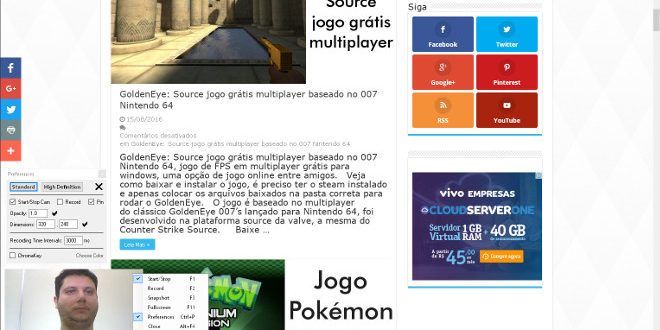 Source
jogo grátis
multiplayer
GoldenEye: Source jogo grátis multiplayer baseado no 007
Nintendo 64
15/08/2016
Comentários desativados
em GoldenEye: Source jogo grátis multiplayer baseado no 007 Nintendo 64
GoldenEye: Source jogo grátis multiplayer baseado no 007
Nintendo 64, jogo de FPS em multiplayer grátis para
windows, uma opção de jogo online entre amigos. Veja
como baixar e instalar o jogo, é preciso ter o steam instalado
e apenas colocar os arquivos baixados na pasta correta para
rodar o GoldenEye. O jogo é baseado no multiplayer
do clássico GoldenEye 007's lançado para Nintendo 64, foi
desenvolvido na plataforma source da valve, a mesma do
Counter Strike Source. Baixe ...
Leia Mais »
Jogo
Pokémon
Siga
Facebook
Twitter
Google+
Pinterest
RSS
YouTube
vivo EMPRESAS
CLOUDSERVERONE
Servidor 1GB + 40GB
Virtual RAM DE ARMAZENAMENTO
A PARTIR DE
R$ 45,00
Compre agora
Preferences
Standard High Definition X
Start/Stop Cam Record Pin
Opacity: 1.0
Dimensions: 320 , 240
Recording Time Intervals: 3000 ms
ChromaKey Choose Color
Start/Stop F1
Record F2
Snapshot F3
Fullscreen F11
Preferences Ctrl+P
Close Alt+F4